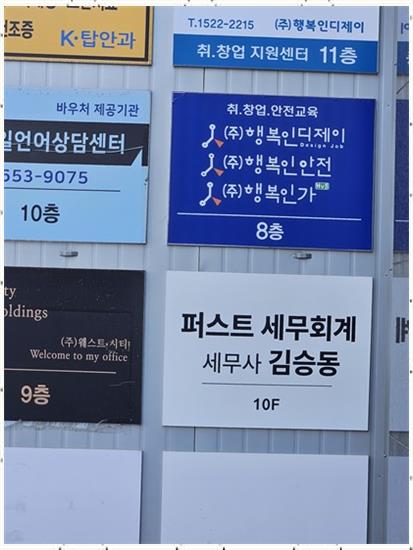 조증
K·탑안과
T.1522-2215 (주)행복인디제이
취.창업 지원센터 11층
바우처 제공기관
일언어상담센터
553-9075
10층
취.창업.안전교육
(주)행복인디제이
Design Job
(주)행복인안전
(주)행복인가
8층
ty
oldings
(주)웨스트·시티!
Welcome to my office
9층
퍼스트 세무회계
세무사 김승동
10F